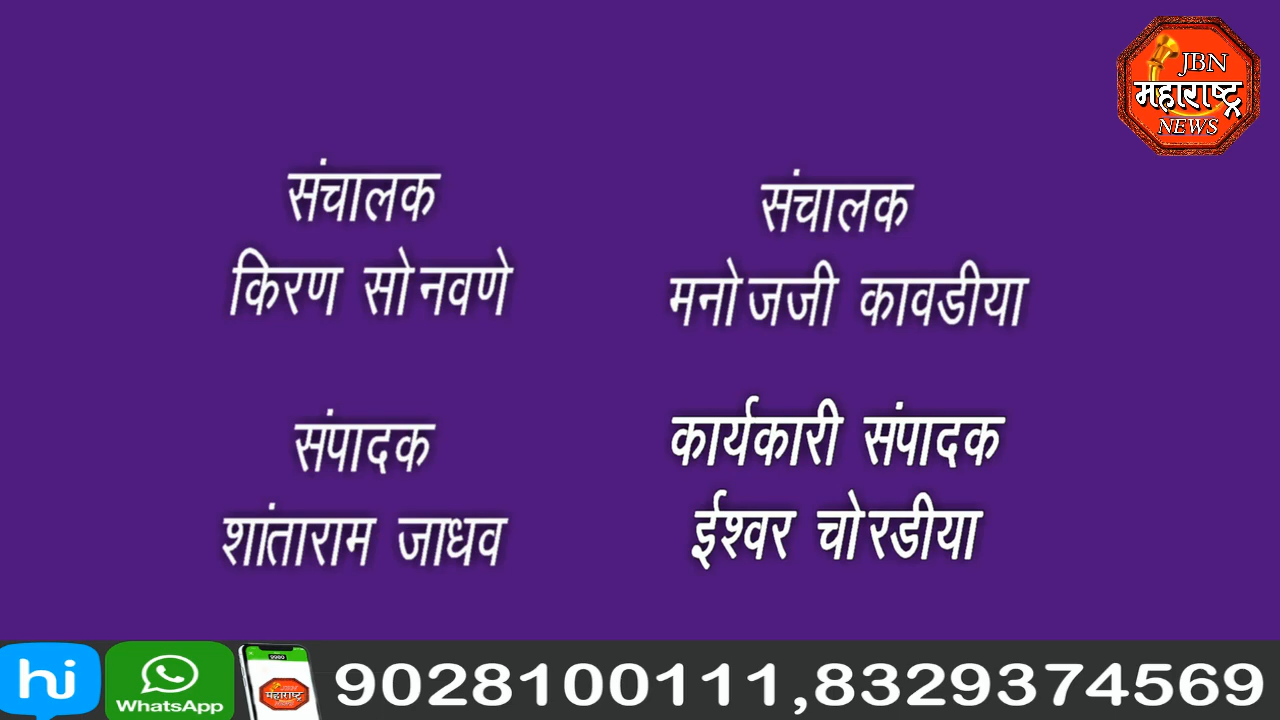 JBN
महाराष्ट्र
NEWS
संचालक
किरण सोनवणे
संचालक
मनोजजी कावडीया
संपादक
शांताराम जाधव
कार्यकारी संपादक
ईश्वर चोरडीया
hi
WhatsApp
महाराष्ट्र
9028100111,8329374569